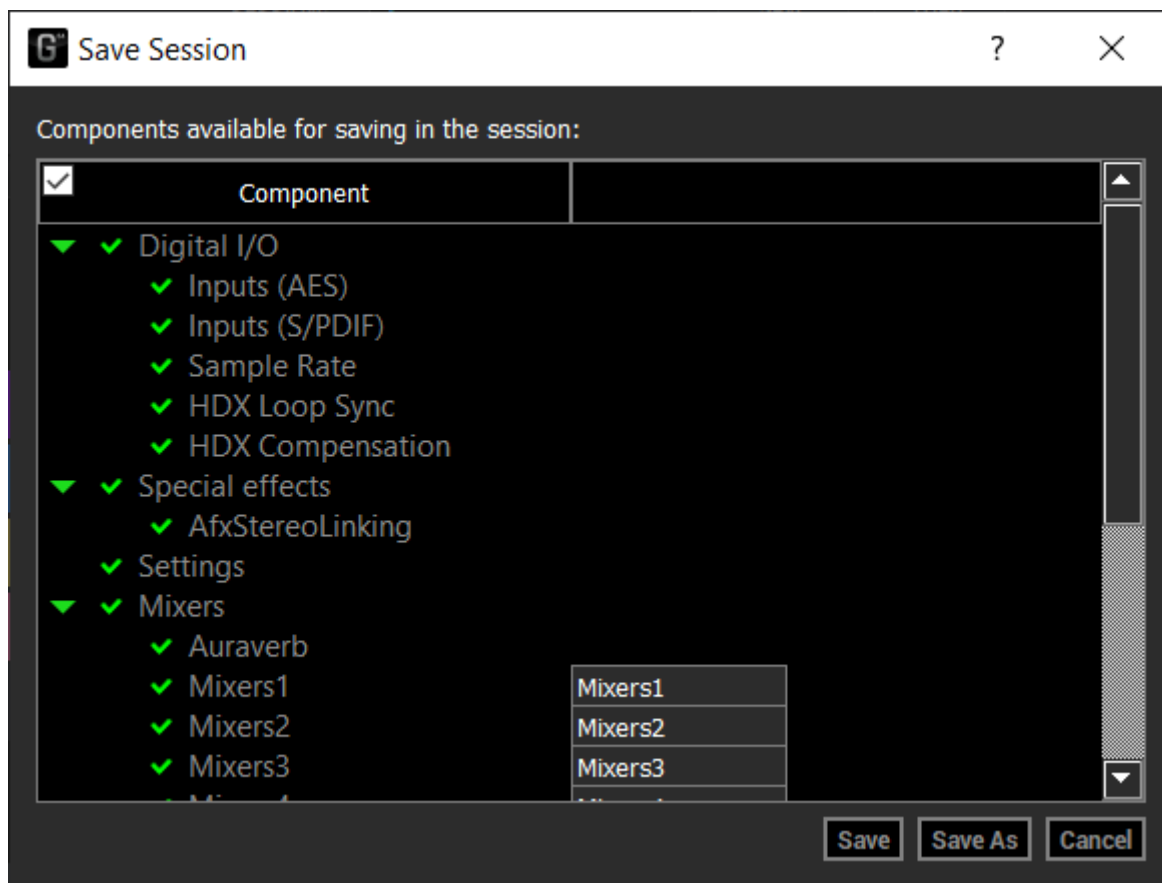 Save Session
Components available for saving in the session:
Component
Digital I/O
Inputs (AES)
Inputs (S/PDIF)
Sample Rate
HDX Loop Sync
HDX Compensation
Special effects
AfxStereoLinking
Settings
Mixers
Auraverb
Mixers1 Mixers1
Mixers2 Mixers2
Mixers3 Mixers3
Save Save As Cancel